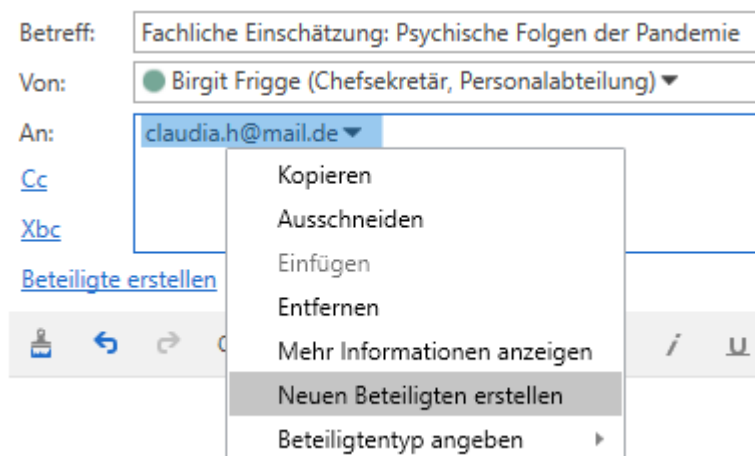 Betreff: Fachliche Einschätzung: Psychische Folgen der Pandemie
Von: Birgit Frigge (Chefsekretär, Personalabteilung)
An: claudia.h@mail.de
Kopieren
Cc
Ausschneiden
Xbc
Einfügen
Beteiligte erstellen
Entfernen
Mehr Informationen anzeigen
i U
Neuen Beteiligten erstellen
Beteiligtentyp angeben